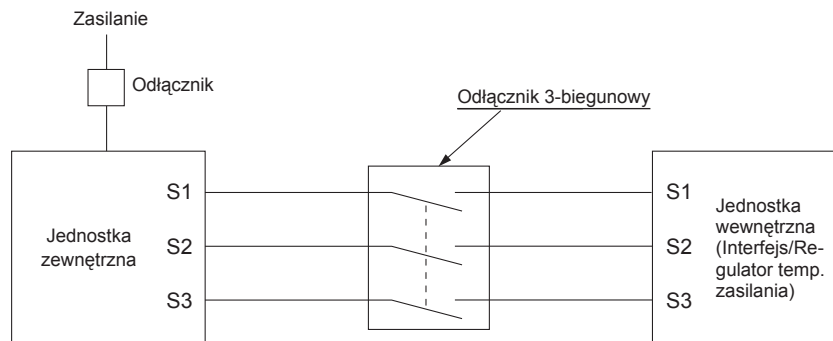 Zasilanie
Odłącznik
Odłącznik 3-biegunowy
Jednostka
zewnętrzna
S1
S2
S3
S1
S2
S3
Jednostka
wewnętrzna
(Interfejs/Re-
gulator temp.
zasilania)